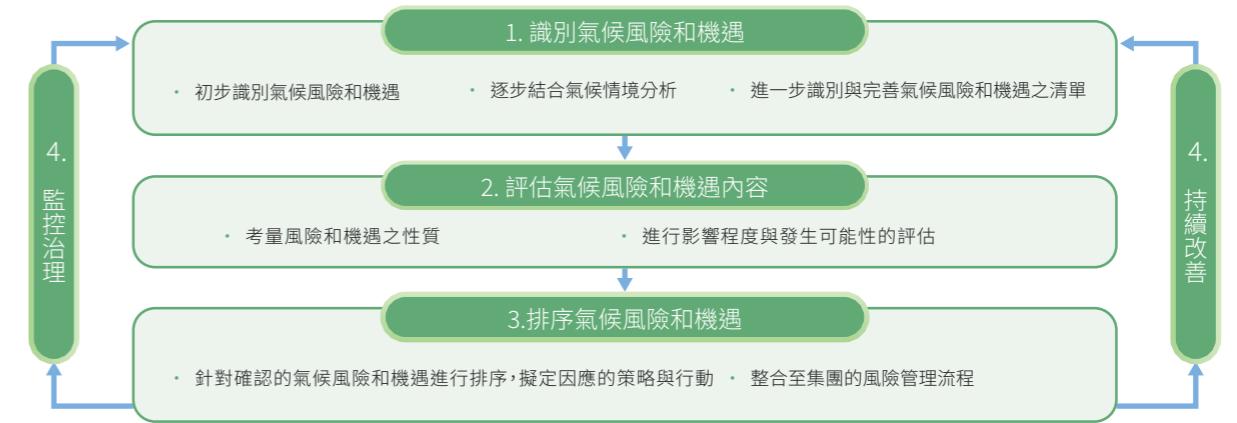 1. 識別氣候風險和機遇
· 初步識別氣候風險和機遇
· 逐步結合氣候情境分析
· 進一步識別與完善氣候風險和機遇之清單
2. 評估氣候風險和機遇內容
· 考量風險和機遇之性質
· 進行影響程度與發生可能性的評估
3.排序氣候風險和機遇
· 針對確認的氣候風險和機遇進行排序，擬定因應的策略與行動
· 整合至集團的風險管理流程
4. 監控治理
4. 持續改善